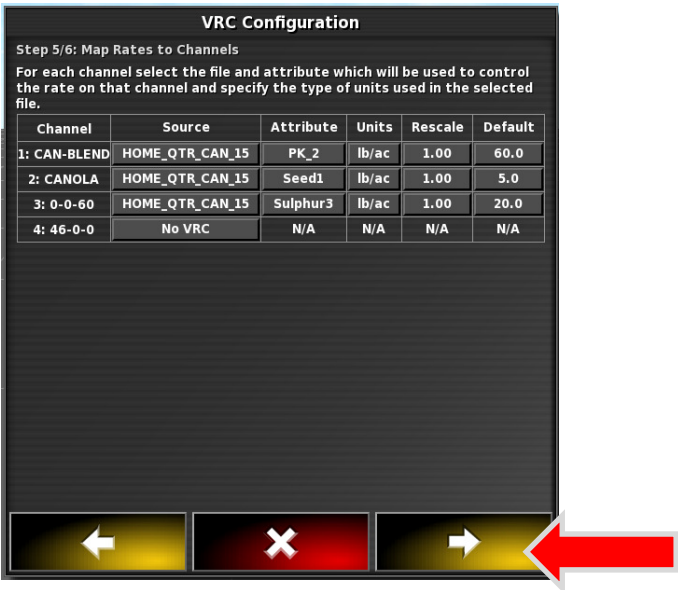 VRC Configuration
Step 5/6: Map Rates to Channels
For each channel select the file and attribute which will be used to control
the rate on that channel and specify the type of units used in the selected
file.
Channel Source Attribute Units Rescale Default
1: CAN-BLEND HOME_QTR_CAN_15 PK_2 lb/ac 1.00 60.0
2: CANOLA HOME_QTR_CAN_15 Seed1 lb/ac 1.00 5.0
3: 0-0-60 HOME_QTR_CAN_15 Sulphur3 lb/ac 1.00 20.0
4: 46-0-0 No VRC N/A N/A N/A N/A